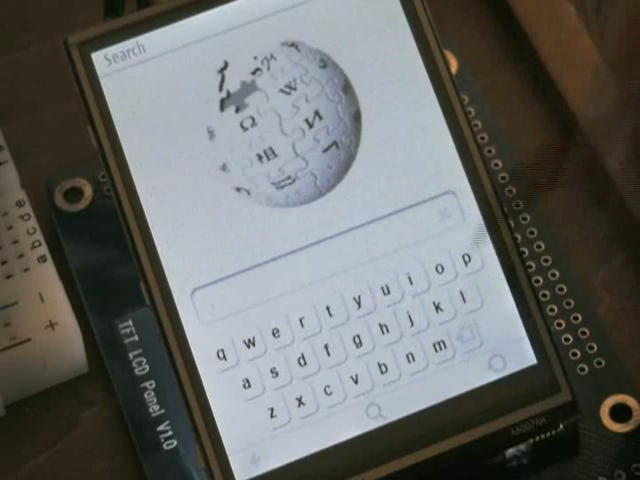 Search
Ω
W
И
q w e r t y u i o p
a s d f g h j k l
z x c v b n m
TFT LCD Panel V1.0
a b c d e
- +